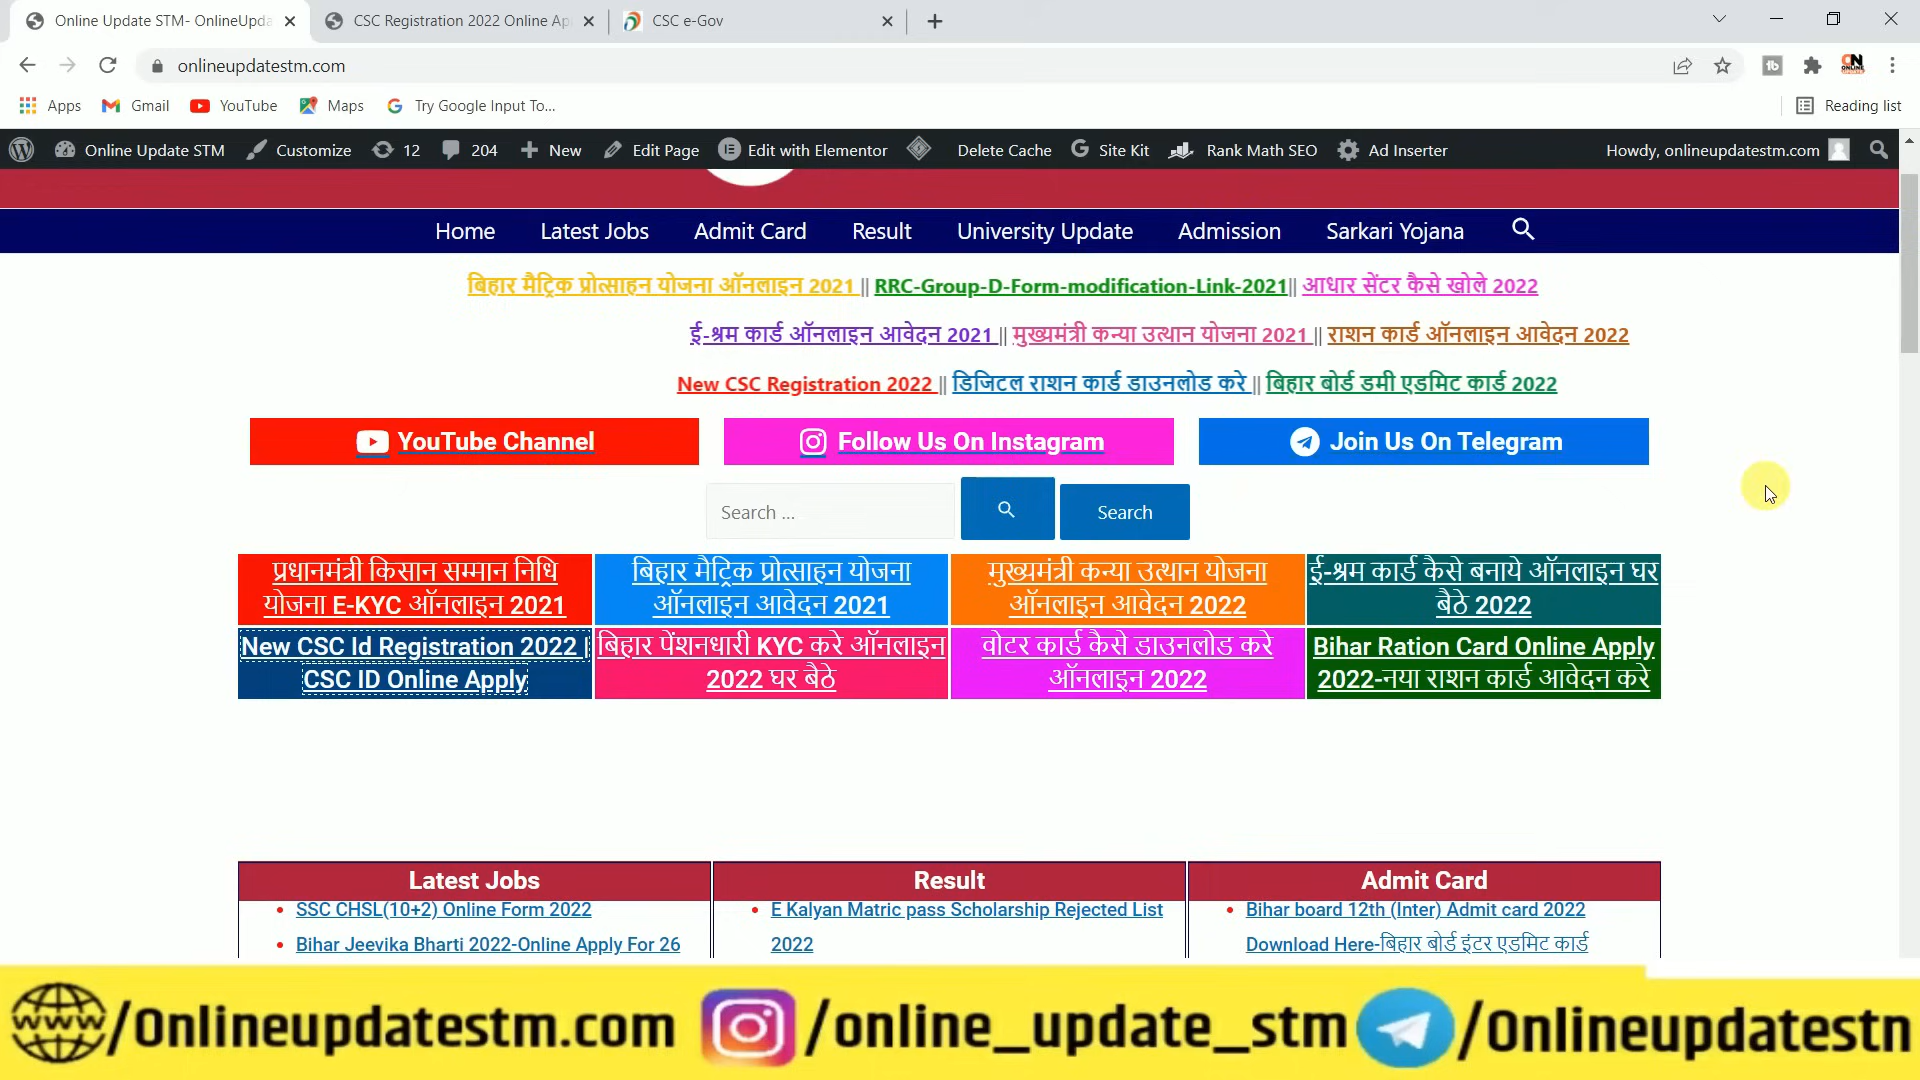 Online Update STM- OnlineUpda
CSC Registration 2022 Online Ap
CSC e-Gov
onlineupdatestm.com
Apps Gmail YouTube Maps Try Google Input To... Reading list
Online Update STM Customize 12 204 New Edit Page Edit with Elementor Delete Cache Site Kit Rank Math SEO Ad Inserter Howdy, onlineupdatestm.com
Home Latest Jobs Admit Card Result University Update Admission Sarkari Yojana
बिहार मैट्रिक प्रोत्साहन योजना ऑनलाइन 2021 || RRC-Group-D-Form-modification-Link-2021|| आधार सेंटर कैसे खोले 2022
ई-श्रम कार्ड ऑनलाइन आवेदन 2021 || मुख्यमंत्री कन्या उत्थान योजना 2021 || राशन कार्ड ऑनलाइन आवेदन 2022
New CSC Registration 2022 || डिजिटल राशन कार्ड डाउनलोड करे || बिहार बोर्ड डमी एडमिट कार्ड 2022
YouTube Channel
Follow Us On Instagram
Join Us On Telegram
Search ...
Search
प्रधानमंत्री किसान सम्मान निधि
योजना E-KYC ऑनलाइन 2021
बिहार मैट्रिक प्रोत्साहन योजना
ऑनलाइन आवेदन 2021
मुख्यमंत्री कन्या उत्थान योजना
ऑनलाइन आवेदन 2022
ई-श्रम कार्ड कैसे बनाये ऑनलाइन घर
बैठे 2022
New CSC Id Registration 2022 |
CSC ID Online Apply
बिहार पेंशनधारी KYC करे ऑनलाइन
2022 घर बैठे
वोटर कार्ड कैसे डाउनलोड करे
ऑनलाइन 2022
Bihar Ration Card Online Apply
2022-नया राशन कार्ड आवेदन करे
Latest Jobs
SSC CHSL(10+2) Online Form 2022
Bihar Jeevika Bharti 2022-Online Apply For 26
Result
E Kalyan Matric pass Scholarship Rejected List
2022
Admit Card
Bihar board 12th (Inter) Admit card 2022
Download Here-बिहार बोर्ड इंटर एडमिट कार्ड
www/Onlineupdatestm.com
/online_update_stm
/Onlineupdatestn